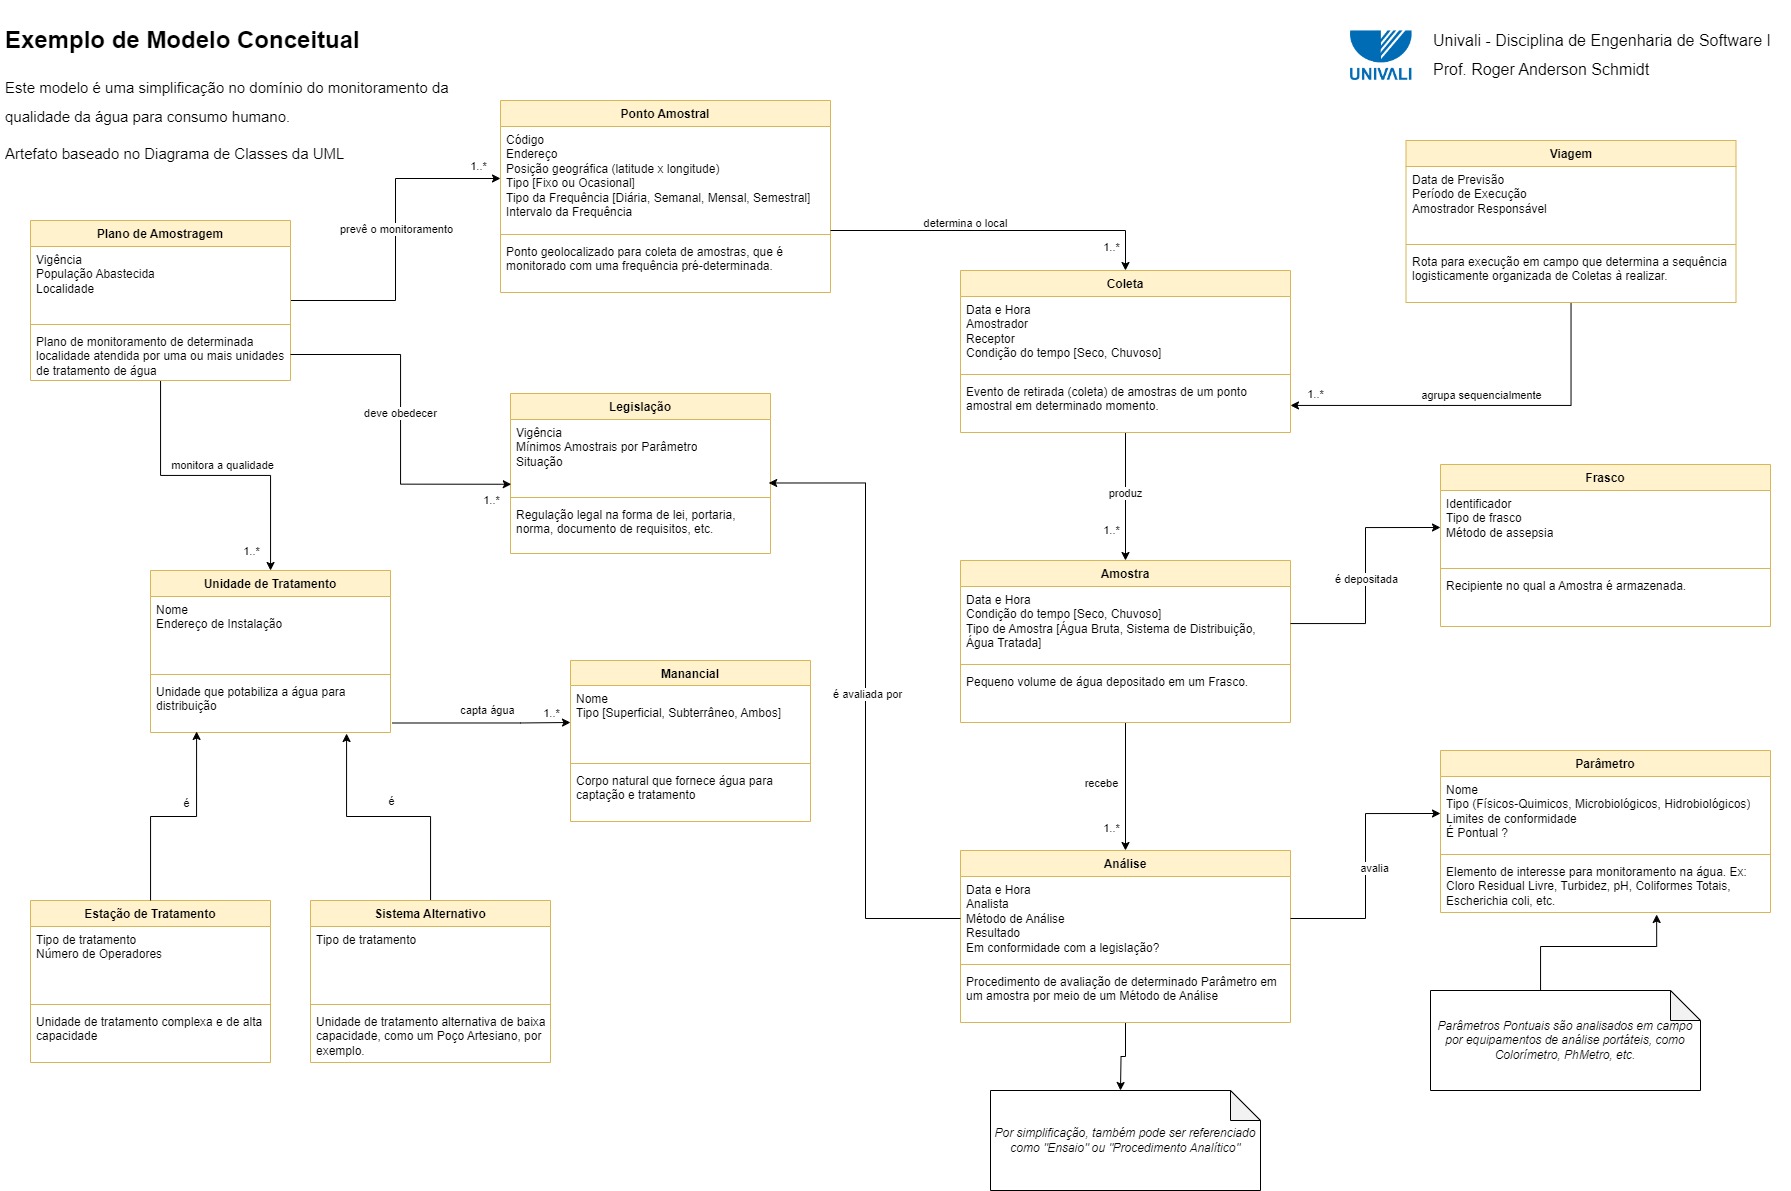 Exemplo de Modelo Conceitual
Este modelo é uma simplificação no domínio do monitoramento da
qualidade da água para consumo humano.
Artefato baseado no Diagrama de Classes da UML
UNIVALI
Univali - Disciplina de Engenharia de Software I
Prof. Roger Anderson Schmidt
Ponto Amostral
Código
Endereço
Posição geográfica (latitude x longitude)
Tipo [Fixo ou Ocasional]
Tipo da Frequência [Diária, Semanal, Mensal, Semestral]
Intervalo da Frequência
Ponto geolocalizado para coleta de amostras, que é
monitorado com uma frequência pré-determinada.
Viagem
Data de Previsão
Período de Execução
Amostrador Responsável
Rota para execução em campo que determina a sequência
logisticamente organizada de Coletas à realizar.
1..*
prevê o monitoramento
determina o local
1..*
Plano de Amostragem
Vigência
População Abastecida
Localidade
Plano de monitoramento de determinada
localidade atendida por uma ou mais unidades
de tratamento de água
Coleta
Data e Hora
Amostrador
Receptor
Condição do tempo [Seco, Chuvoso]
Evento de retirada (coleta) de amostras de um ponto
amostral em determinado momento.
1..*
agrupa sequencialmente
deve obedecer
1..*
Legislação
Vigência
Mínimos Amostrais por Parâmetro
Situação
Regulação legal na forma de lei, portaria,
norma, documento de requisitos, etc.
monitora a qualidade
1..*
produz
1..*
Frasco
Identificador
Tipo de frasco
Método de assepsia
Recipiente no qual a Amostra é armazenada.
é depositada
Unidade de Tratamento
Nome
Endereço de Instalação
Unidade que potabiliza a água para
distribuição
Amostra
Data e Hora
Condição do tempo [Seco, Chuvoso]
Tipo de Amostra [Água Bruta, Sistema de Distribuição,
Água Tratada]
Pequeno volume de água depositado em um Frasco.
capta água
1..*
Manancial
Nome
Tipo [Superficial, Subterrâneo, Ambos]
Corpo natural que fornece água para
captação e tratamento
é avaliada por
é
é
recebe
1..*
Parâmetro
Nome
Tipo (Físicos-Quimicos, Microbiológicos, Hidrobiológicos)
Limites de conformidade
É Pontual ?
Elemento de interesse para monitoramento na água. Ex:
Cloro Residual Livre, Turbidez, pH, Coliformes Totais,
Escherichia coli, etc.
avalia
Estação de Tratamento
Tipo de tratamento
Número de Operadores
Unidade de tratamento complexa e de alta
capacidade
Sistema Alternativo
Tipo de tratamento
Unidade de tratamento alternativa de baixa
capacidade, como um Poço Artesiano, por
exemplo.
Análise
Data e Hora
Analista
Método de Análise
Resultado
Em conformidade com a legislação?
Procedimento de avaliação de determinado Parâmetro em
um amostra por meio de um Método de Análise
Parâmetros Pontuais são analisados em campo
por equipamentos de análise portáteis, como
Colorímetro, PhMetro, etc.
Por simplificação, também pode ser referenciado
como "Ensaio" ou "Procedimento Analítico"